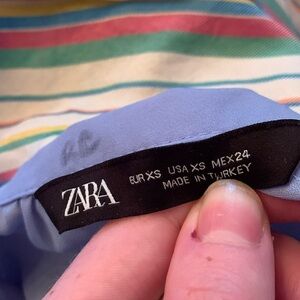 ZARA
EUR XS USA XS MEX 24
MADE IN TURKEY